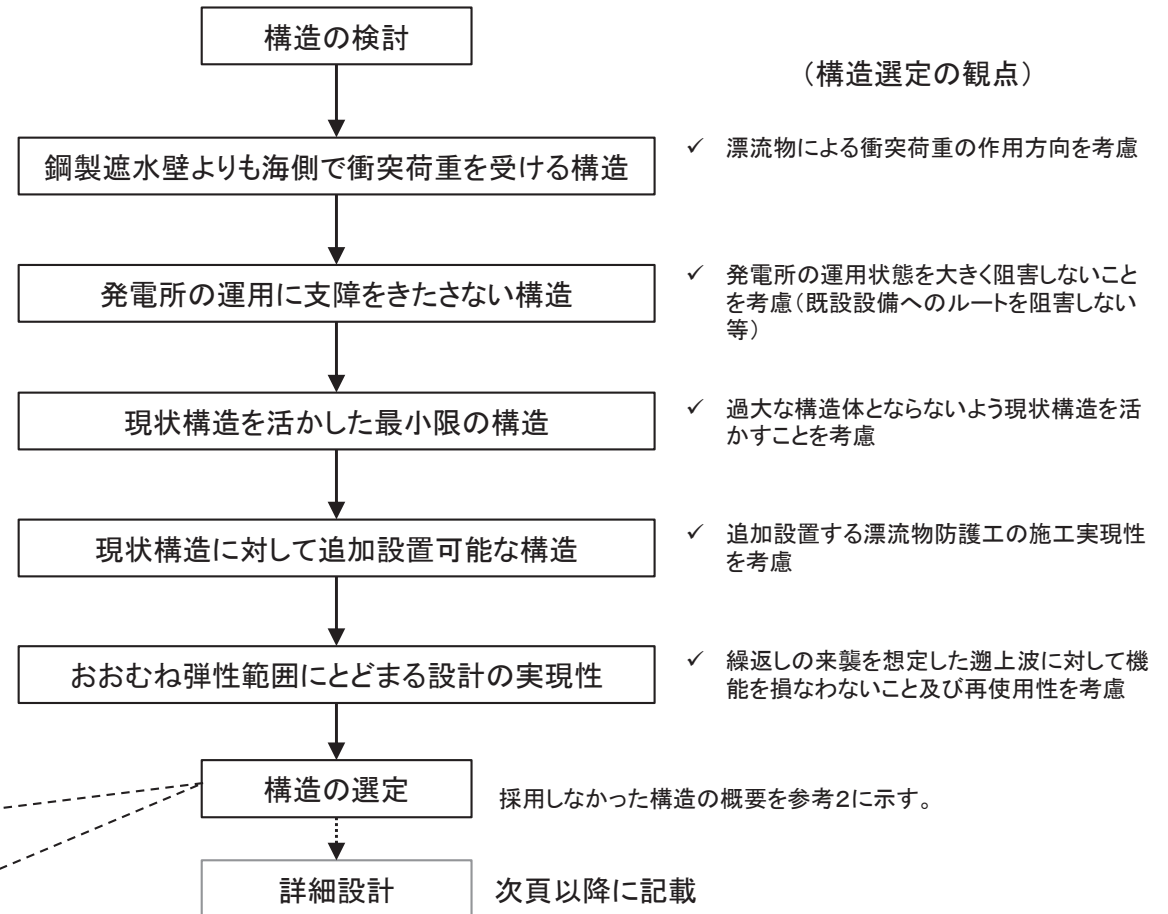 構造の検討
（構造選定の観点）
鋼製遮水壁よりも海側で衝突荷重を受ける構造
✓ 漂流物による衝突荷重の作用方向を考慮
発電所の運用に支障をきたさない構造
✓ 発電所の運用状態を大きく阻害しないこと
を考慮（既設設備へのルートを阻害しない
等）
現状構造を活かした最小限の構造
✓ 過大な構造体とならないよう現状構造を活
かすことを考慮
現状構造に対して追加設置可能な構造
✓ 追加設置する漂流物防護工の施工実現性
を考慮
おおむね弾性範囲にとどまる設計の実現性
✓ 繰返しの来襲を想定した遡上波に対して機
能を損なわないこと及び再使用性を考慮
構造の選定
採用しなかった構造の概要を参考2に示す。
詳細設計
次頁以降に記載